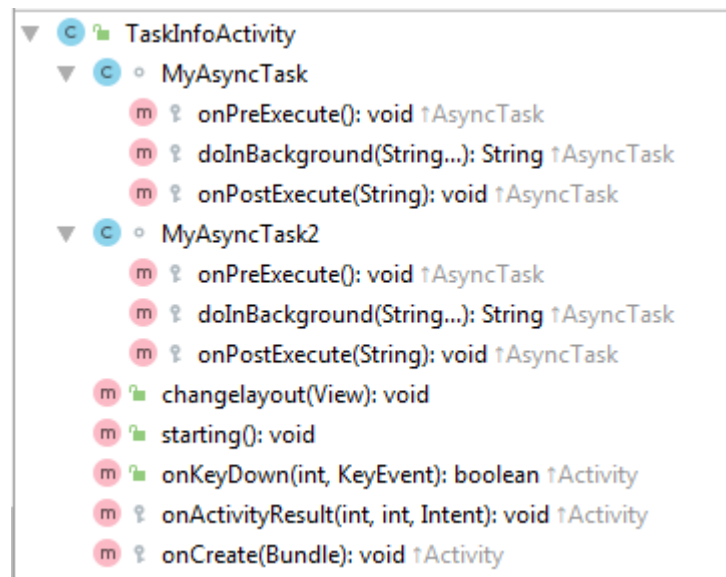 TaskInfoActivity
MyAsyncTask
onPreExecute(): void ↑AsyncTask
doInBackground(String...): String ↑AsyncTask
onPostExecute(String): void ↑AsyncTask
MyAsyncTask2
onPreExecute(): void ↑AsyncTask
doInBackground(String...): String ↑AsyncTask
onPostExecute(String): void ↑AsyncTask
changelayout(View): void
starting(): void
onKeyDown(int, KeyEvent): boolean ↑Activity
onActivityResult(int, int, Intent): void ↑Activity
onCreate(Bundle): void ↑Activity